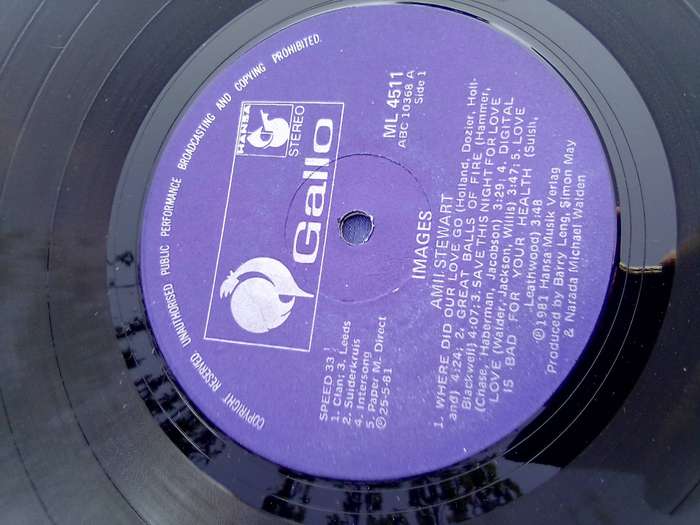 COPYRIGHT RESERVED UNAUTHORISED PUBLIC PERFORMANCE BROADCASTING AND COPYING PROHIBITED.
HANSA
STEREO
Gallo
ML 4511
ABC 10368 A
Side 1
SPEED 33
1. Clan; 3. Leeds
2. Suiderkruis
4. Intersong
5. Paper M- Direct
℗25-5-81
IMAGES
AMII STEWART
1. WHERE DID OUR LOVE GO (Holland, Dozier, Holl-
and) 4:24; 2. GREAT BALLS OF FIRE (Hammer,
Blackwell) 4:07; 3. SAVE THIS NIGHT FOR LOVE
(Chase, Haberman, Jacobson) 3:29; 4. DIGITAL
LOVE (Walder, Jackson, Willis) 3:47; 5. LOVE
IS BAD FOR YOUR HEALTH (Suish,
Leathwood) 3:48
©1981 Hansa Musik Verlag
Produced by Barry Leng, Simon May
& Narada Michael Walden